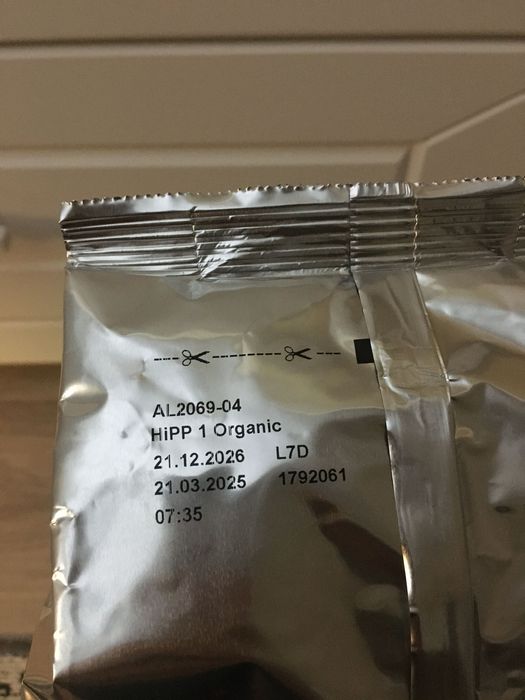 AL2069-04
HiPP 1 Organic
21.12.2026 L7D
21.03.2025 1792061
07:35